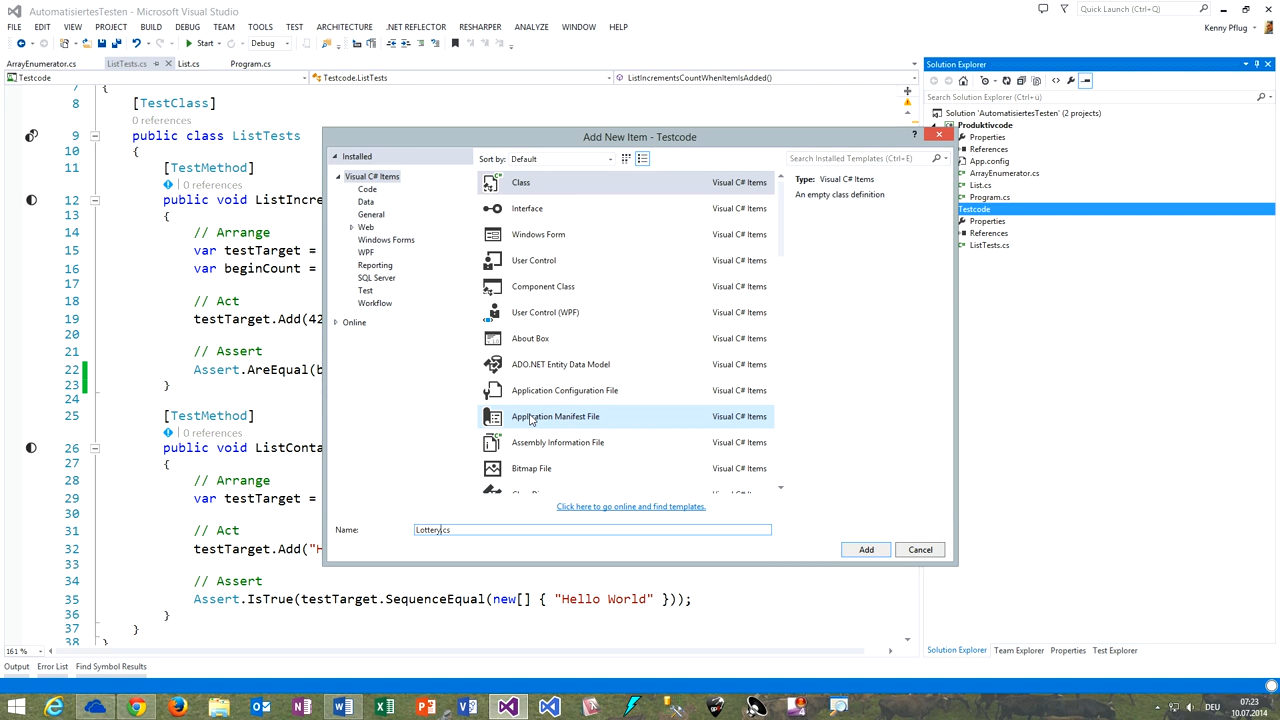 AutomatisiertesTesten - Microsoft Visual Studio
Quick Launch (Ctrl+Q)
FILE EDIT VIEW PROJECT BUILD DEBUG TEAM TOOLS TEST ARCHITECTURE .NET REFLECTOR RESHARPER ANALYZE WINDOW HELP
Kenny Pflug
Start Debug
ArrayEnumerator.cs ListTests.cs List.cs Program.cs
Testcode Testcode.ListTests ListIncrementsCountWhenItemIsAdded()
7 {
8 [TestClass]
0 references
9 public class ListTests
10 {
11 [TestMethod]
0 references
12 public void ListIncre
13 {
14 // Arrange
15 var testTarget =
16 var beginCount =
17
18 // Act
19 testTarget.Add(42
20
21 // Assert
22 Assert.AreEqual(b
23 }
24
25 [TestMethod]
0 references
26 public void ListConta
27 {
28 // Arrange
29 var testTarget =
30
31 // Act
32 testTarget.Add("H
33
34 // Assert
35 Assert.IsTrue(testTarget.SequenceEqual(new[] { "Hello World" }));
36 }
37 }
38 }
161 %
Output Error List Find Symbol Results
Add New Item - Testcode
? 
Installed
Sort by: Default
Search Installed Templates (Ctrl+E)
Visual C# Items
Code
Data
General
Web
Windows Forms
WPF
Reporting
SQL Server
Test
Workflow
Online
Class Visual C# Items
Interface Visual C# Items
Windows Form Visual C# Items
User Control Visual C# Items
Component Class Visual C# Items
User Control (WPF) Visual C# Items
About Box Visual C# Items
ADO.NET Entity Data Model Visual C# Items
Application Configuration File Visual C# Items
Application Manifest File Visual C# Items
Assembly Information File Visual C# Items
Bitmap File Visual C# Items
Type: Visual C# Items
An empty class definition
Click here to go online and find templates.
Name: Lottery.cs
Add Cancel
Solution Explorer
Search Solution Explorer (Ctrl+ü)
Solution 'AutomatisiertesTesten' (2 projects)
Produktivcode
Properties
References
App.config
ArrayEnumerator.cs
List.cs
Program.cs
Testcode
Properties
References
ListTests.cs
Solution Explorer Team Explorer Properties Test Explorer
DEU
07:23
10.07.2014